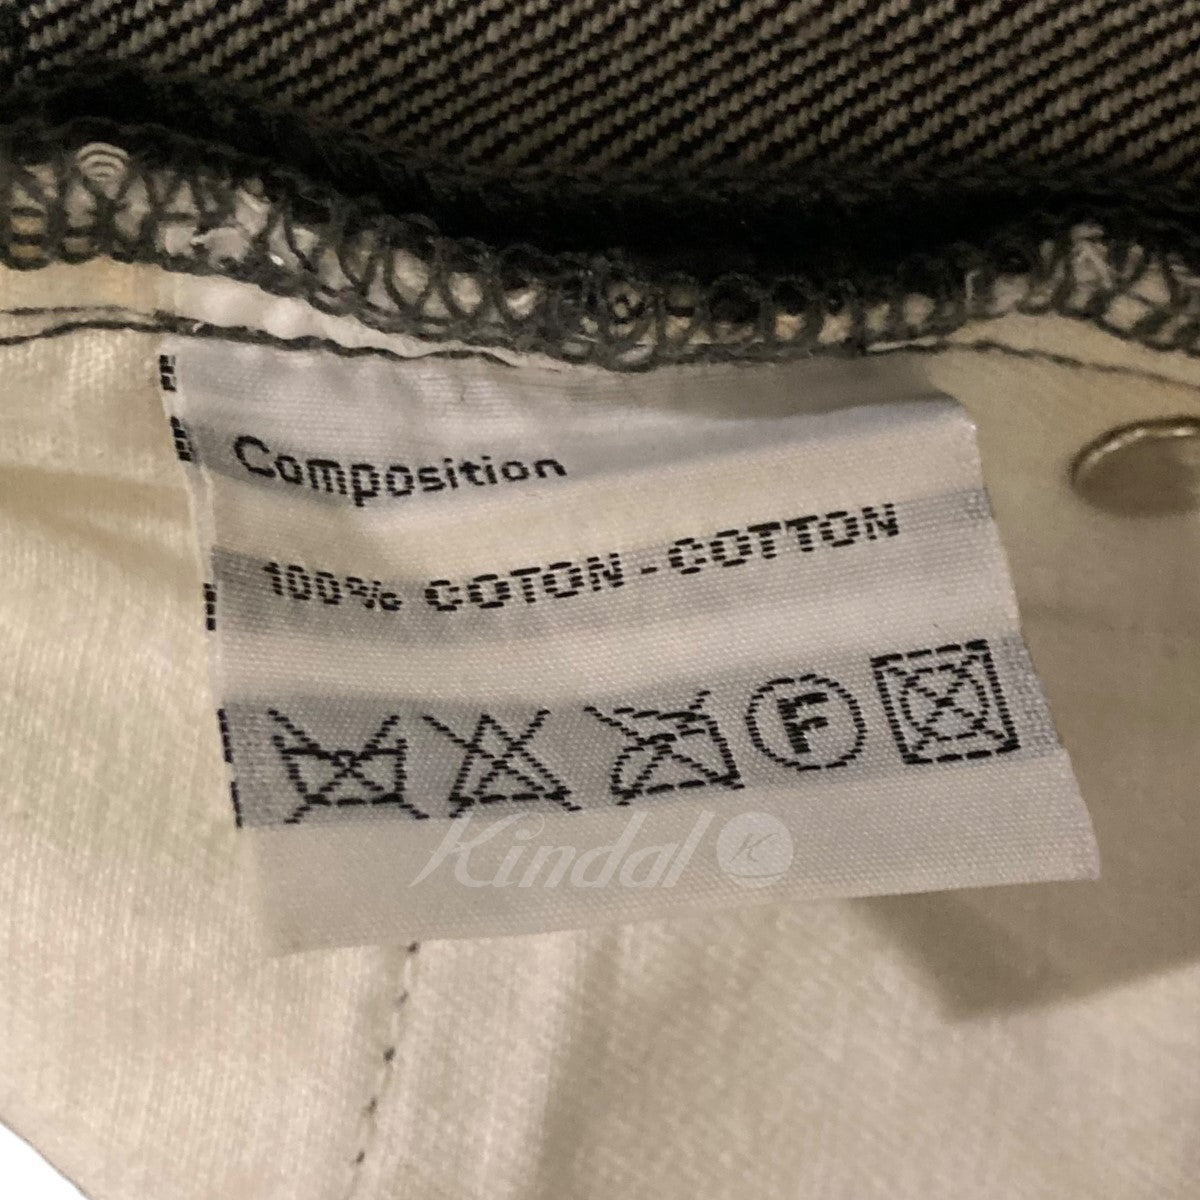 Composition
100% COTON - COTTON
F
Kindal K